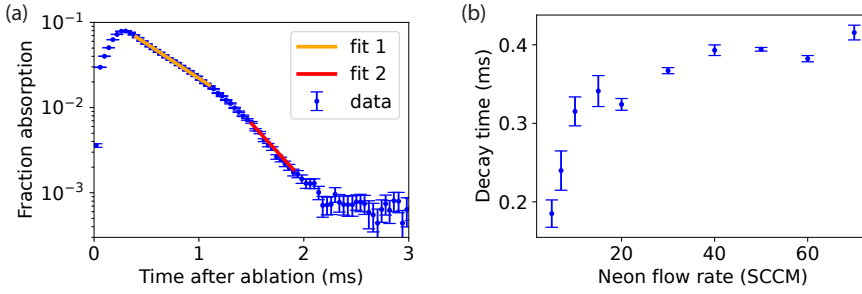 (a)
10⁻¹
10⁻²
10⁻³
Fraction absorption
fit 1
fit 2
data
0 1 2 3
Time after ablation (ms)
(b)
0.4
0.3
0.2
Decay time (ms)
20 40 60
Neon flow rate (SCCM)